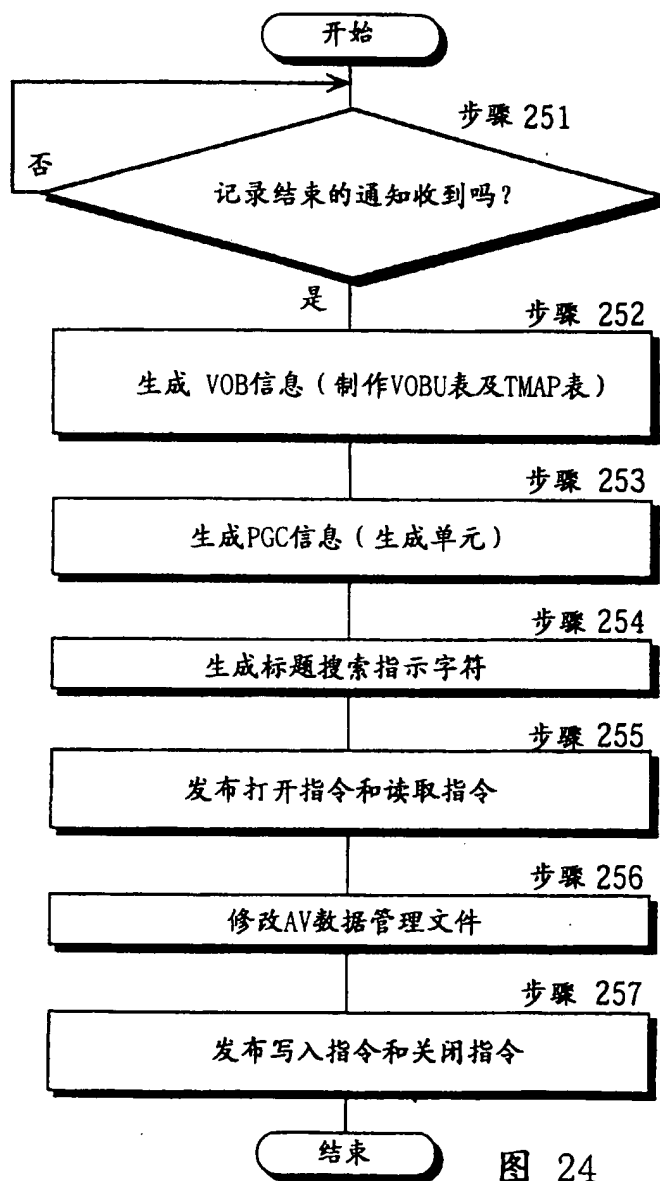 开始
步骤 251
否
记录结束的通知收到吗?
是
步骤 252
生成 VOB信息(制作VOBU表及TMAP表)
步骤 253
生成PGC信息(生成单元)
步骤 254
生成标题搜索指示字符
步骤 255
发布打开指令和读取指令
步骤 256
修改AV数据管理文件
步骤 257
发布写入指令和关闭指令
结束
图 24